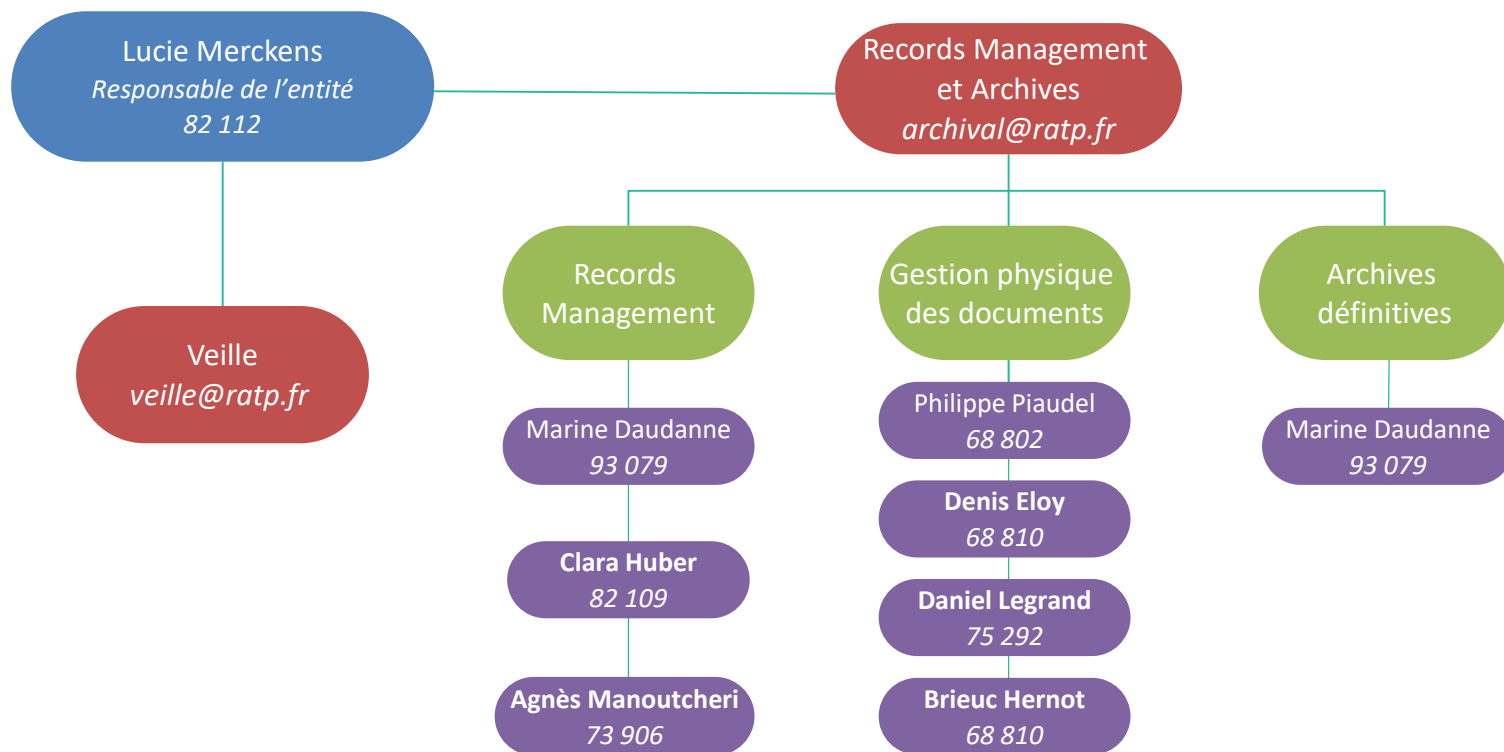 Lucie Merckens
Responsable de l’entité
82 112
Records Management
et Archives
archival@ratp.fr
Veille
veille@ratp.fr
Records
Management
Marine Daudanne
93 079
Clara Huber
82 109
Agnès Manoutcheri
73 906
Gestion physique
des documents
Philippe Piaudel
68 802
Denis Eloy
68 810
Daniel Legrand
75 292
Brieuc Hernot
68 810
Archives
définitives
Marine Daudanne
93 079